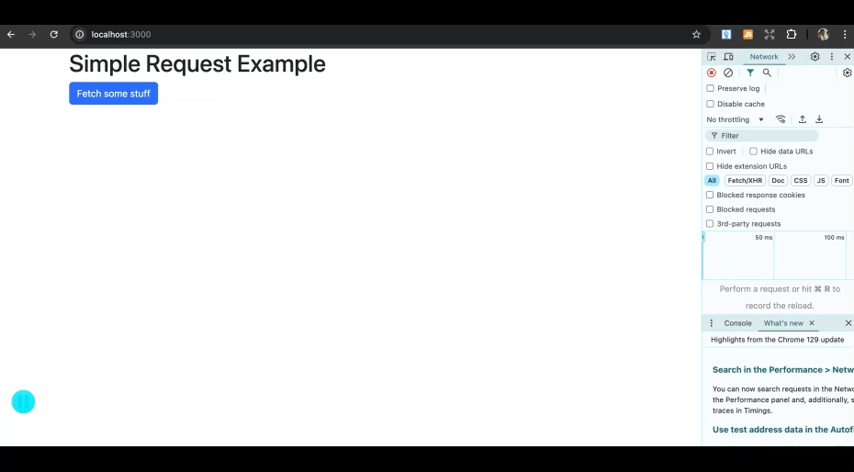 localhost:3000
Simple Request Example
Fetch some stuff
Network
Preserve log
Disable cache
No throttling
Filter
Invert Hide data URLs
Hide extension URLs
All Fetch/XHR Doc CSS JS Font
Blocked response cookies
Blocked requests
3rd-party requests
50 ms 100 ms
Perform a request or hit ⌘ R to
record the reload.
Console What's new
Highlights from the Chrome 129 update
Search in the Performance > Netw
You can now search requests in the Netwo
the Performance panel and, additionally, s
traces in Timings.
Use test address data in the Autof